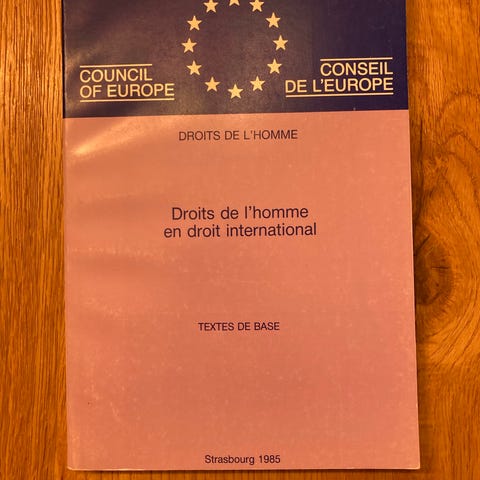 COUNCIL
OF EUROPE
CONSEIL
DE L'EUROPE
DROITS DE L'HOMME
Droits de l'homme
en droit international
TEXTES DE BASE
Strasbourg 1985